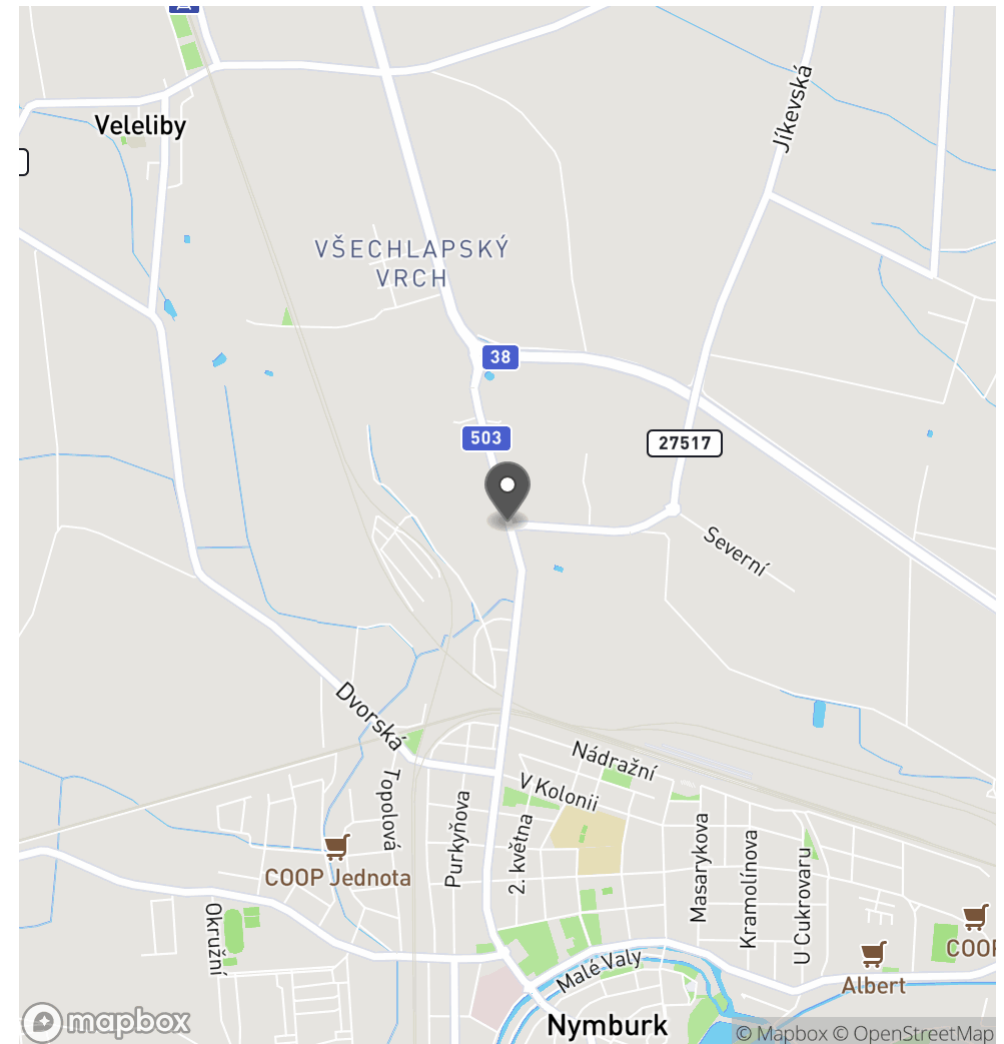 Veleliby
Jíkevská
VŠECHLAPSKÝ
VRCH
38
503
27517
Severní
Dvorská
Nádražní
V Kolonii
Topolová
Purkyňova
2. května
Masarykova
Kramolínova
U Cukrovaru
COOP Jednota
Okružní
COOP
Albert
Malé Valy
Nymburk
mapbox
© Mapbox © OpenStreetMap